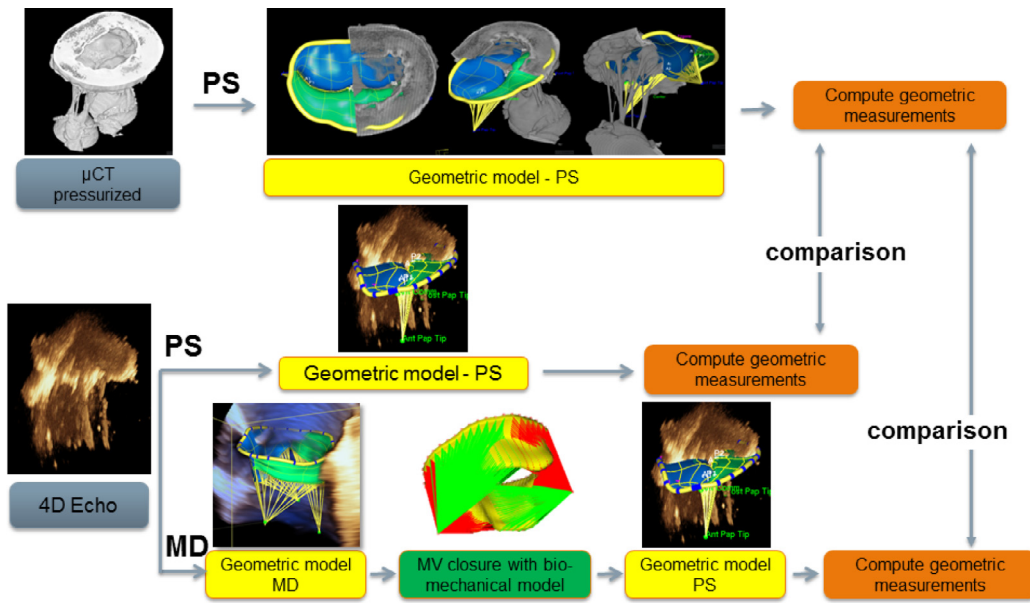 PS
µCT
pressurized
Geometric model - PS
Compute geometric
measurements
comparison
PS
Ant Pap Tip
Geometric model - PS
Compute geometric
measurements
comparison
4D Echo
MD
Geometric model
MD
MV closure with bio-
mechanical model
Ant Pap Tip
Geometric model
PS
Compute geometric
measurements